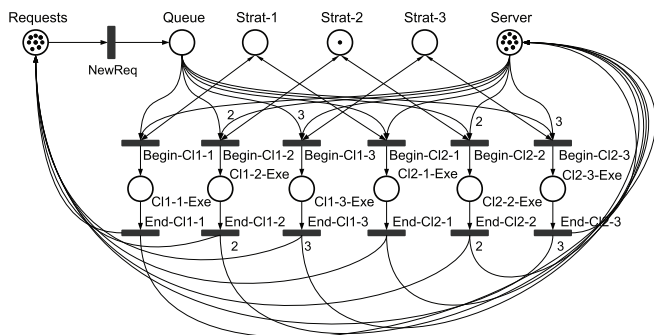 Requests Queue Strat-1 Strat-2 Strat-3 Server
NewReq
2 3 2 3
Begin-Cl1-1 Begin-Cl1-2 Begin-Cl1-3 Begin-Cl2-1 Begin-Cl2-2 Begin-Cl2-3
Cl1-2-Exe Cl2-1-Exe Cl2-3-Exe
Cl1-1-Exe Cl1-3-Exe Cl2-2-Exe
End-Cl1-1 End-Cl1-2 End-Cl1-3 End-Cl2-1 End-Cl2-2 End-Cl2-3
2 3 2 3